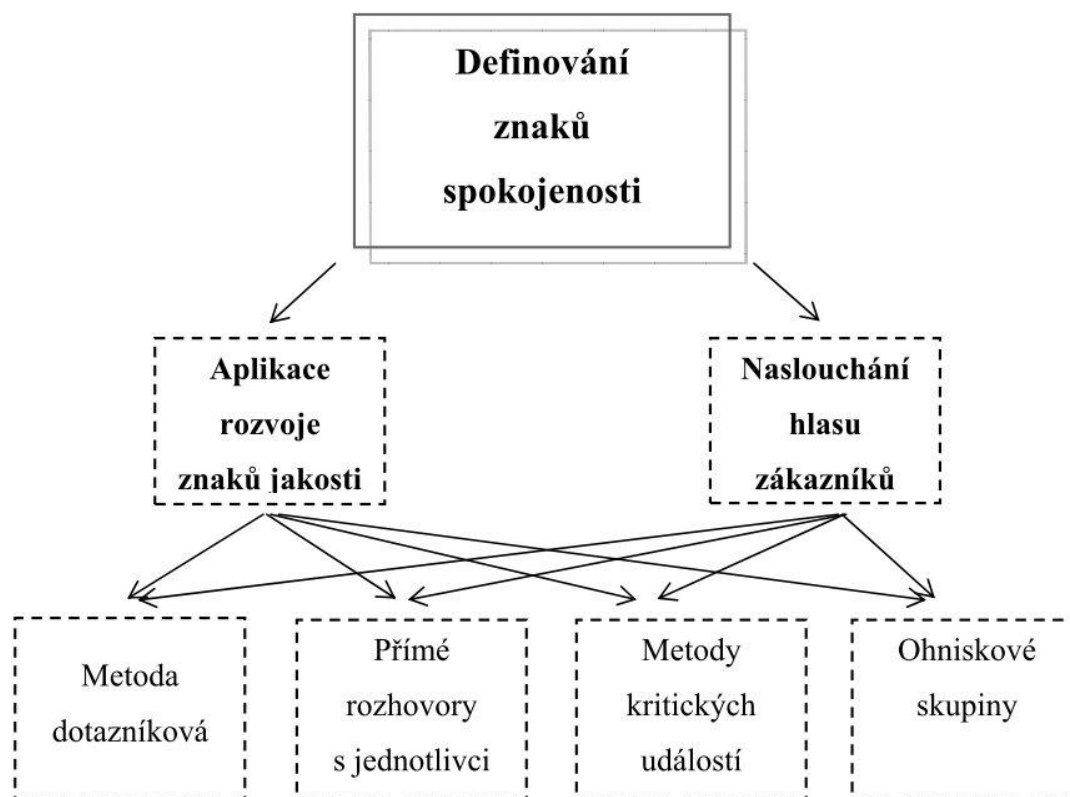 Definování
znaků
spokojenosti
Aplikace
rozvoje
znaků jakosti
Naslouchání
hlasu
zákazníků
Metoda
dotazníková
Přímé
rozhovory
s jednotlivci
Metody
kritických
událostí
Ohniskové
skupiny